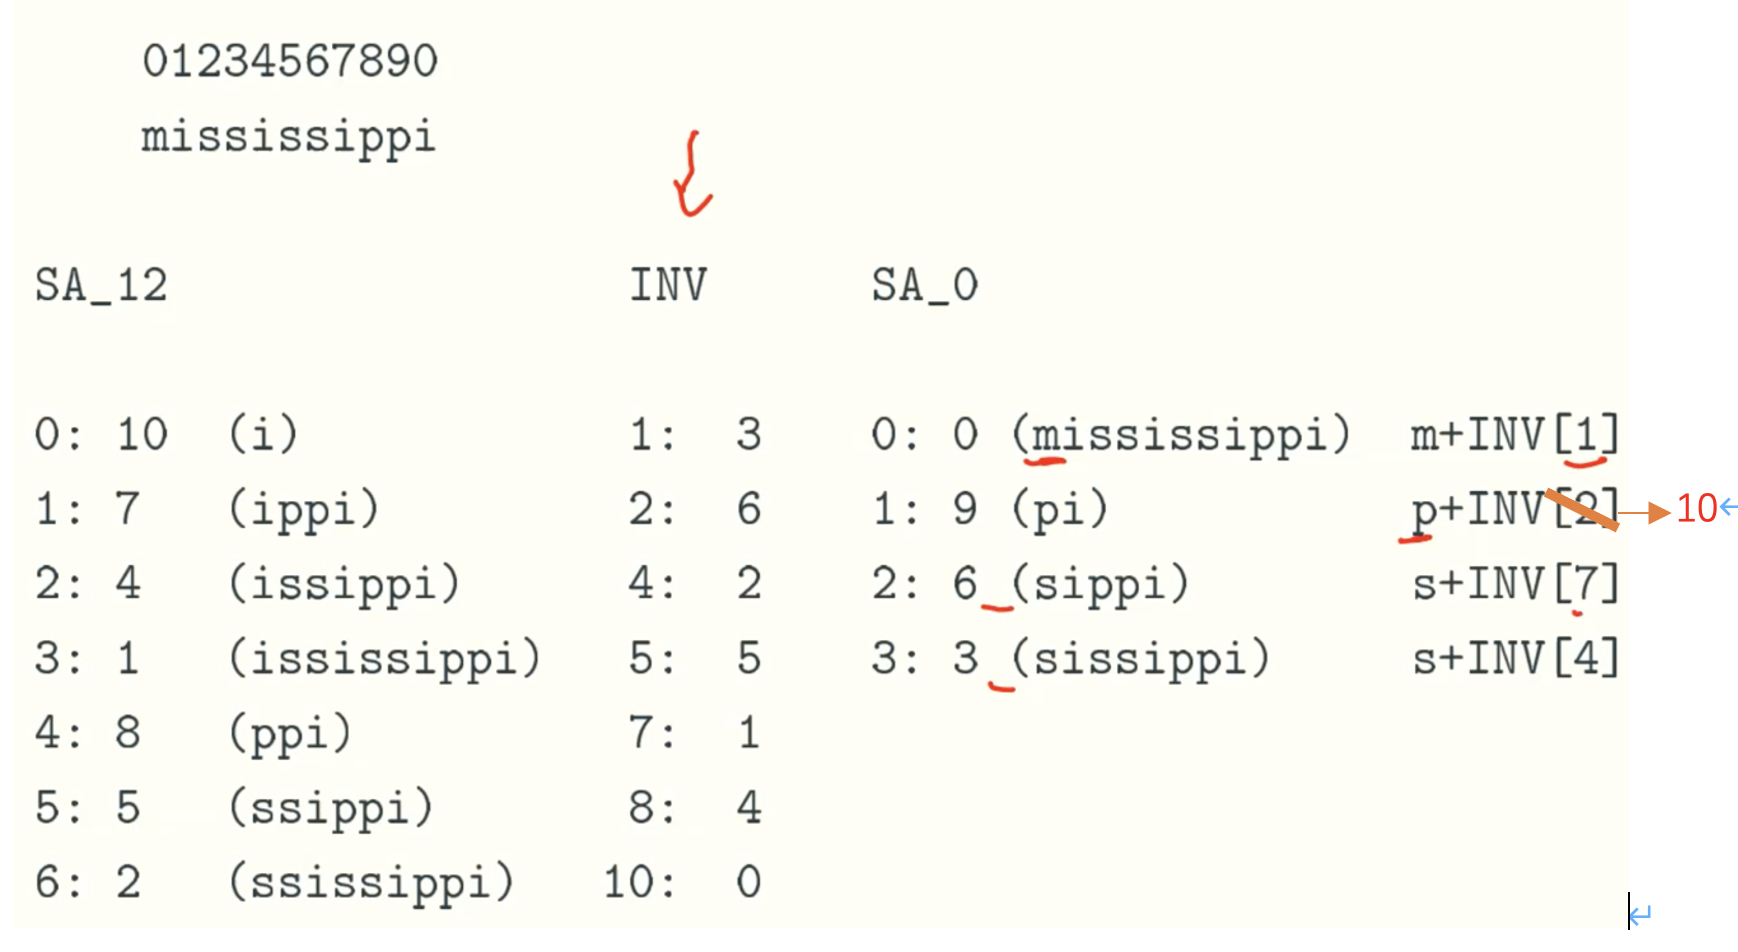 01234567890
mississippi
SA_12 INV SA_0
0: 10 (i) 1: 3 0: 0 (mississippi) m+INV[1]
1: 7 (ippi) 2: 6 1: 9 (pi) p+INV[2] 10
2: 4 (issippi) 4: 2 2: 6 (sippi) s+INV[7]
3: 1 (ississippi) 5: 5 3: 3 (sissippi) s+INV[4]
4: 8 (ppi) 7: 1
5: 5 (ssippi) 8: 4
6: 2 (ssissippi) 10: 0